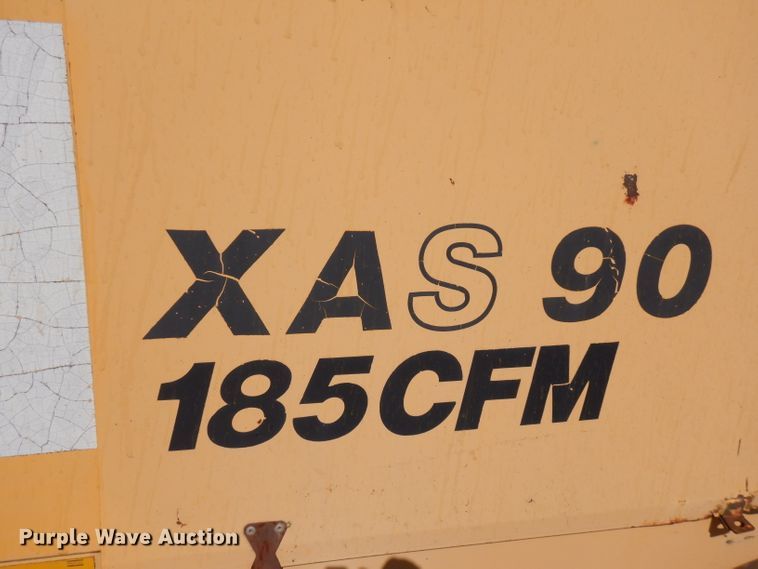 XAS 90
185CFM
Purple Wave Auction